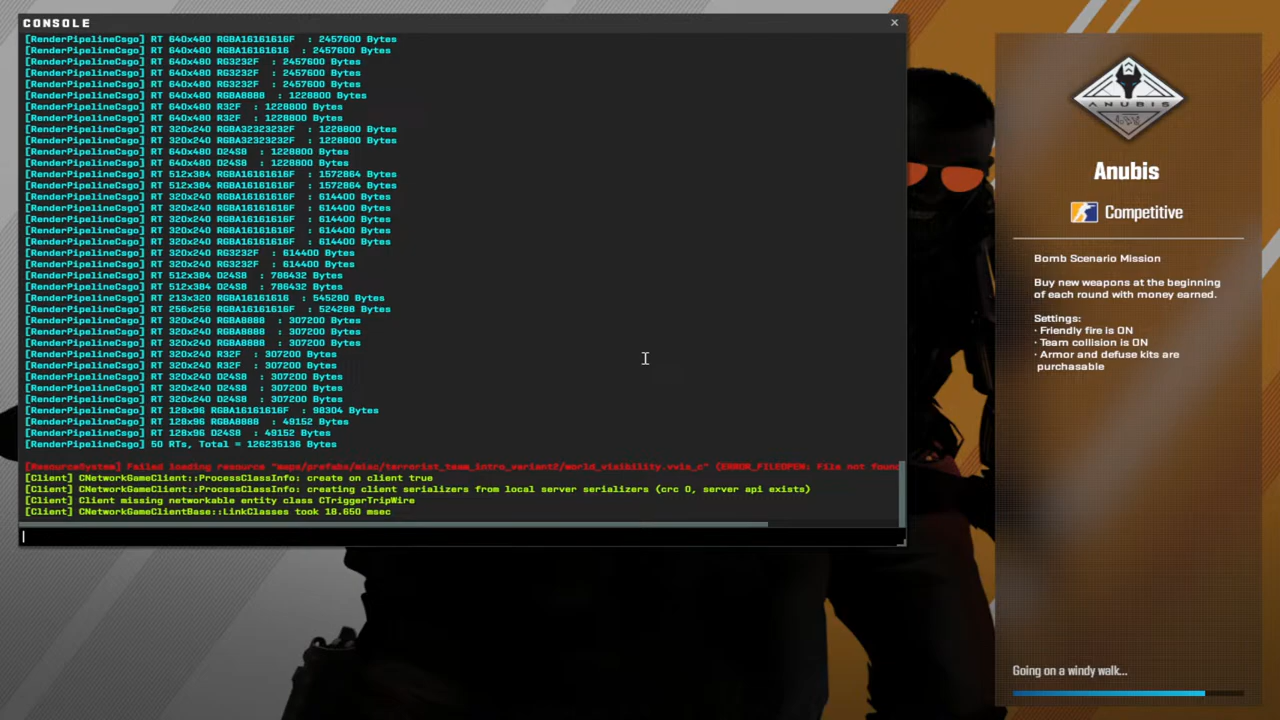 CONSOLE
[RenderPipelineCsgo] RT 640x480 RGBA16161616F : 2457600 Bytes
[RenderPipelineCsgo] RT 640x480 RGBA16161616 : 2457600 Bytes
[RenderPipelineCsgo] RT 640x480 RG3232F : 2457600 Bytes
[RenderPipelineCsgo] RT 640x480 RG3232F : 2457600 Bytes
[RenderPipelineCsgo] RT 640x480 RG3232F : 2457600 Bytes
[RenderPipelineCsgo] RT 640x480 RGBA8888 : 1228800 Bytes
[RenderPipelineCsgo] RT 640x480 R32F : 1228800 Bytes
[RenderPipelineCsgo] RT 640x480 R32F : 1228800 Bytes
[RenderPipelineCsgo] RT 320x240 RGBA32323232F : 1228800 Bytes
[RenderPipelineCsgo] RT 320x240 RGBA32323232F : 1228800 Bytes
[RenderPipelineCsgo] RT 640x480 D24S8 : 1228800 Bytes
[RenderPipelineCsgo] RT 640x480 D24S8 : 1228800 Bytes
[RenderPipelineCsgo] RT 512x384 RGBA16161616F : 1572864 Bytes
[RenderPipelineCsgo] RT 512x384 RGBA16161616F : 1572864 Bytes
[RenderPipelineCsgo] RT 320x240 RGBA16161616F : 614400 Bytes
[RenderPipelineCsgo] RT 320x240 RGBA16161616F : 614400 Bytes
[RenderPipelineCsgo] RT 320x240 RGBA16161616F : 614400 Bytes
[RenderPipelineCsgo] RT 320x240 RGBA16161616F : 614400 Bytes
[RenderPipelineCsgo] RT 320x240 RGBA16161616F : 614400 Bytes
[RenderPipelineCsgo] RT 320x240 RG3232F : 614400 Bytes
[RenderPipelineCsgo] RT 320x240 RG3232F : 614400 Bytes
[RenderPipelineCsgo] RT 512x384 D24S8 : 786432 Bytes
[RenderPipelineCsgo] RT 512x384 D24S8 : 786432 Bytes
[RenderPipelineCsgo] RT 213x320 RGBA16161616 : 545280 Bytes
[RenderPipelineCsgo] RT 256x256 RGBA16161616F : 524288 Bytes
[RenderPipelineCsgo] RT 320x240 RGBA8888 : 307200 Bytes
[RenderPipelineCsgo] RT 320x240 RGBA8888 : 307200 Bytes
[RenderPipelineCsgo] RT 320x240 RGBA8888 : 307200 Bytes
[RenderPipelineCsgo] RT 320x240 R32F : 307200 Bytes
[RenderPipelineCsgo] RT 320x240 R32F : 307200 Bytes
[RenderPipelineCsgo] RT 320x240 D24S8 : 307200 Bytes
[RenderPipelineCsgo] RT 320x240 D24S8 : 307200 Bytes
[RenderPipelineCsgo] RT 320x240 D24S8 : 307200 Bytes
[RenderPipelineCsgo] RT 128x96 RGBA16161616F : 98304 Bytes
[RenderPipelineCsgo] RT 128x96 RGBA8888 : 49152 Bytes
[RenderPipelineCsgo] RT 128x96 D24S8 : 49152 Bytes
[RenderPipelineCsgo] 50 RTs, Total = 126235136 Bytes
[ResourceSystem] Failed loading resource "maps/prefabs/misc/terrorist_team_intro_variant2/world_visibility.vvis_c" (ERROR_FILEOPEN: File not found
[Client] CNetworkGameClient::ProcessClassInfo: create on client true
[Client] CNetworkGameClient::ProcessClassInfo: creating client serializers from local server serializers (crc 0, server api exists)
[Client] Client missing networkable entity class CTriggerTripWire
[Client] CNetworkGameClientBase::LinkClasses took 18.650 msec
ANUBIS
Anubis
Competitive
Bomb Scenario Mission
Buy new weapons at the beginning
of each round with money earned.
Settings:
· Friendly fire is ON
· Team collision is ON
· Armor and defuse kits are
purchasable
Going on a windy walk...